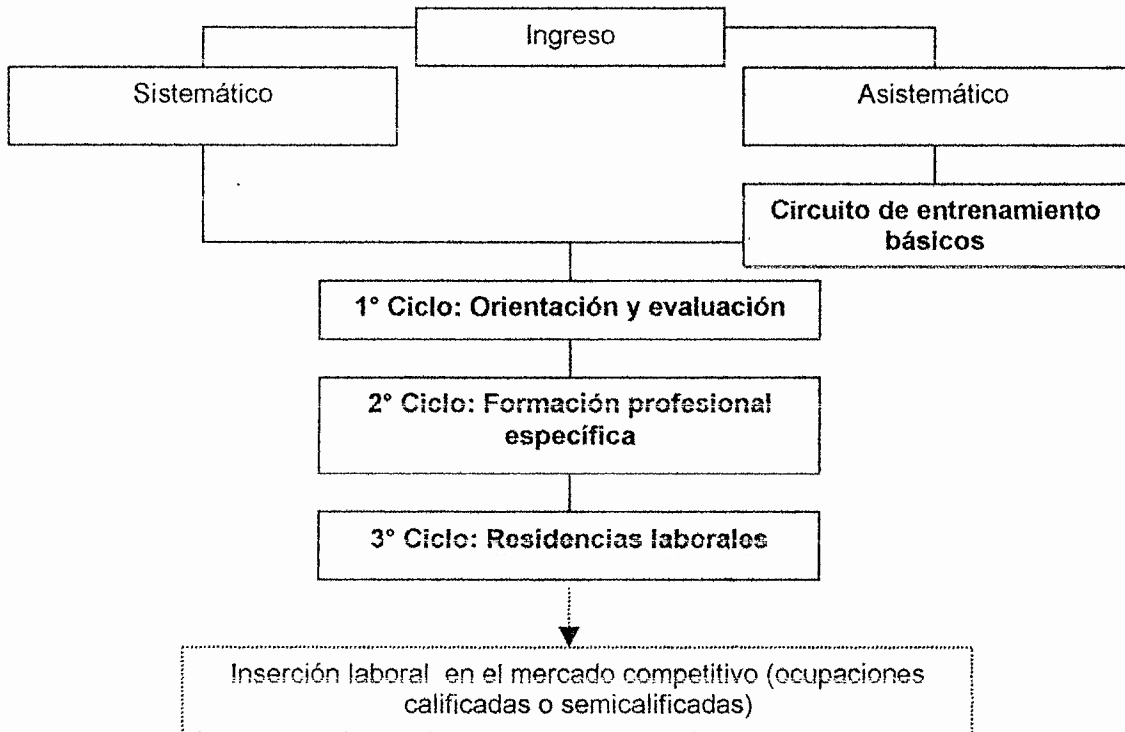 Ingreso
Sistemático
Asistemático
Circuito de entrenamiento
básicos
1° Ciclo: Orientación y evaluación
2° Ciclo: Formación profesional
específica
3° Ciclo: Residencias laborales
Inserción laboral en el mercado competitivo (ocupaciones
calificadas o semicalificadas)